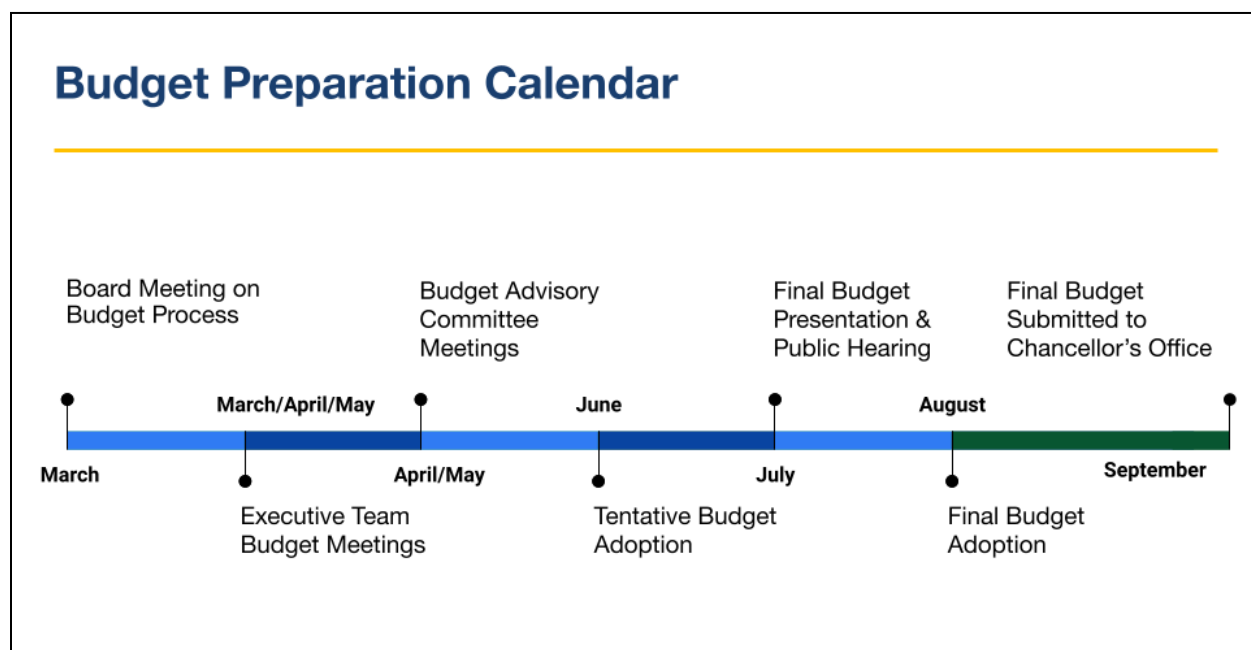 Budget Preparation Calendar
Board Meeting on
Budget Process
Budget Advisory
Committee
Meetings
Final Budget
Presentation &
Public Hearing
Final Budget
Submitted to
Chancellor's Office
March/April/May
June
August
March
April/May
July
September
Executive Team
Budget Meetings
Tentative Budget
Adoption
Final Budget
Adoption